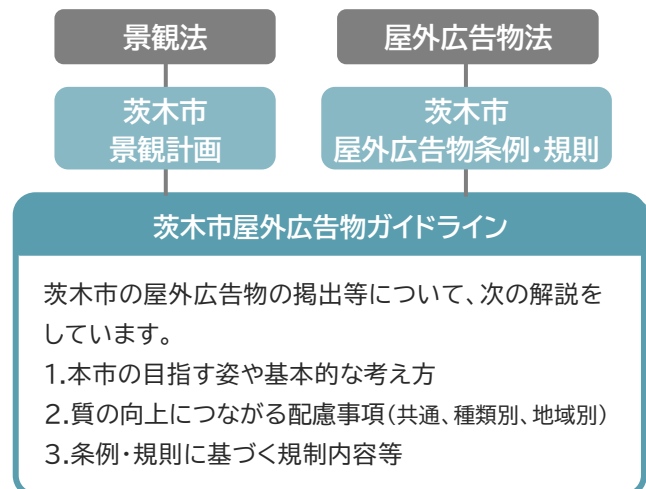 景観法
屋外広告物法
茨木市
景観計画
茨木市
屋外広告物条例・規則
茨木市屋外広告物ガイドライン
茨木市の屋外広告物の掲出等について、次の解説を
しています。
1.本市の目指す姿や基本的な考え方
2.質の向上につながる配慮事項(共通、種類別、地域別)
3.条例・規則に基づく規制内容等